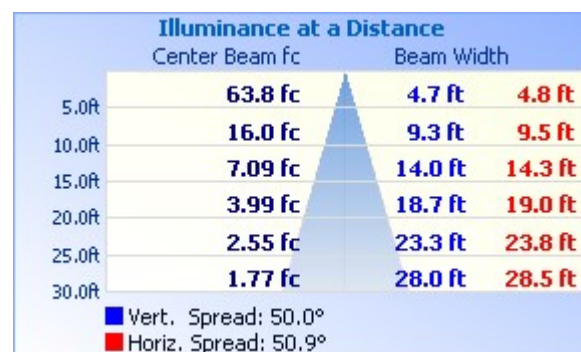 Illuminance at a Distance
Center Beam fc Beam Width
5.0ft 63.8 fc 4.7 ft 4.8 ft
10.0ft 16.0 fc 9.3 ft 9.5 ft
15.0ft 7.09 fc 14.0 ft 14.3 ft
20.0ft 3.99 fc 18.7 ft 19.0 ft
25.0ft 2.55 fc 23.3 ft 23.8 ft
30.0ft 1.77 fc 28.0 ft 28.5 ft
Vert. Spread: 50.0°
Horiz. Spread: 50.9°